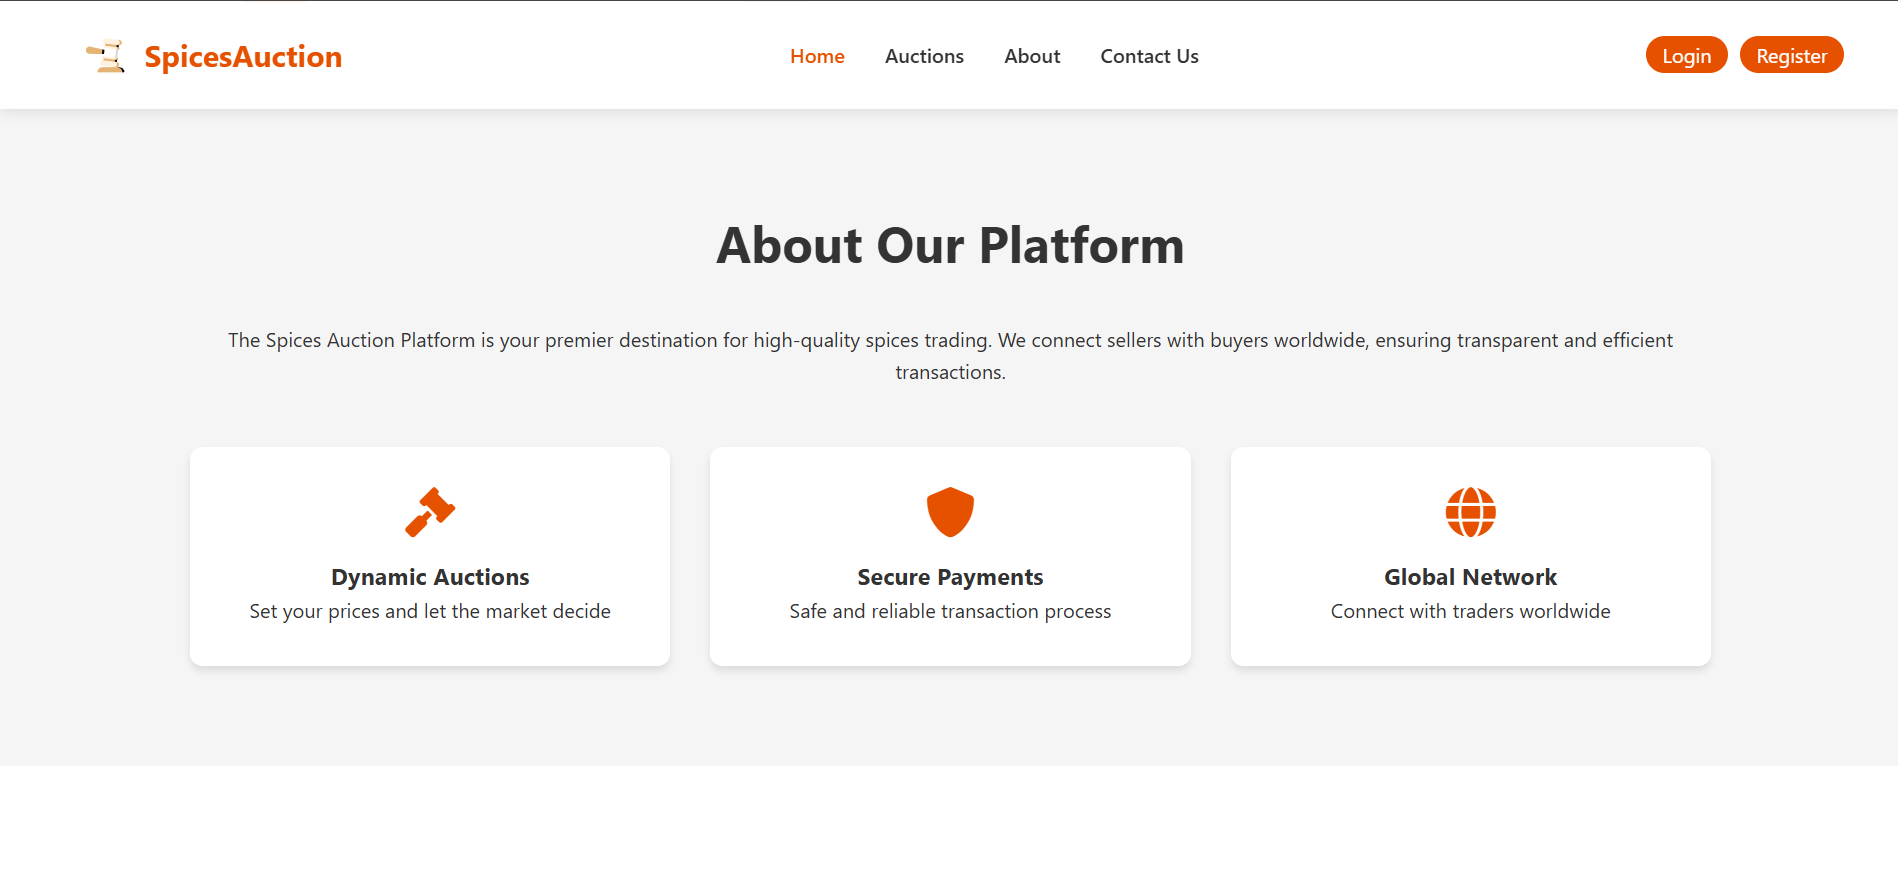 SpicesAuction
Home Auctions About Contact Us
Login Register
About Our Platform
The Spices Auction Platform is your premier destination for high-quality spices trading. We connect sellers with buyers worldwide, ensuring transparent and efficient
transactions.
Dynamic Auctions
Set your prices and let the market decide
Secure Payments
Safe and reliable transaction process
Global Network
Connect with traders worldwide